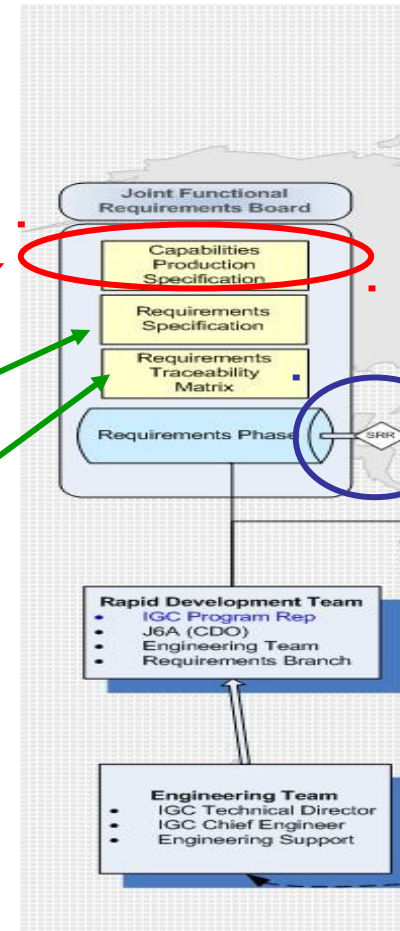 Joint Functional
Requirements Board
Capabilities
Production
Specification
Requirements
Specification
Requirements
Traceability
Matrix
Requirements Phase
SRR
Rapid Development Team
• IGC Program Rep
• J6A (CDO)
• Engineering Team
• Requirements Branch
Engineering Team
• IGC Technical Director
• IGC Chief Engineer
• Engineering Support